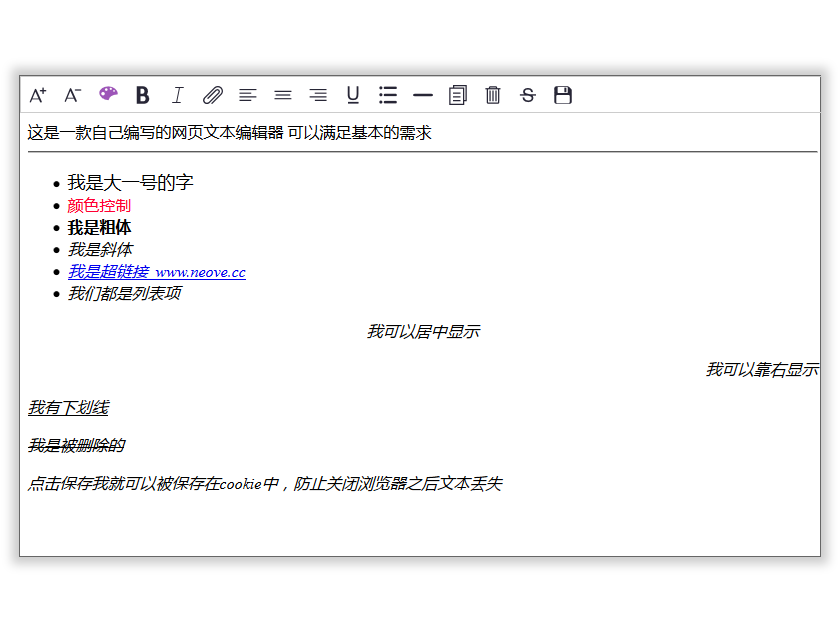 A+ A- B I U S
这是一款自己编写的网页文本编辑器 可以满足基本的需求
我是大一号的字
颜色控制
我是粗体
我是斜体
我是超链接 www.neove.cc
我们都是列表项
我可以居中显示
我可以靠右显示
我有下划线
我是被删除的
点击保存我就可以被保存在cookie中，防止关闭浏览器之后文本丢失